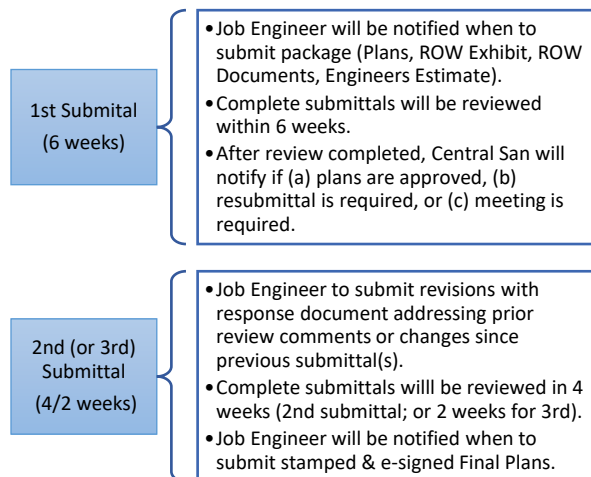 1st Submital
(6 weeks)
•Job Engineer will be notified when to
submit package (Plans, ROW Exhibit, ROW
Documents, Engineers Estimate).
•Complete submittals will be reviewed
within 6 weeks.
•After review completed, Central San will
notify if (a) plans are approved, (b)
resubmittal is required, or (c) meeting is
required.
2nd (or 3rd)
Submittal
(4/2 weeks)
•Job Engineer to submit revisions with
response document addressing prior
review comments or changes since
previous submittal(s).
•Complete submittals willl be reviewed in 4
weeks (2nd submittal; or 2 weeks for 3rd).
•Job Engineer will be notified when to
submit stamped & e-signed Final Plans.